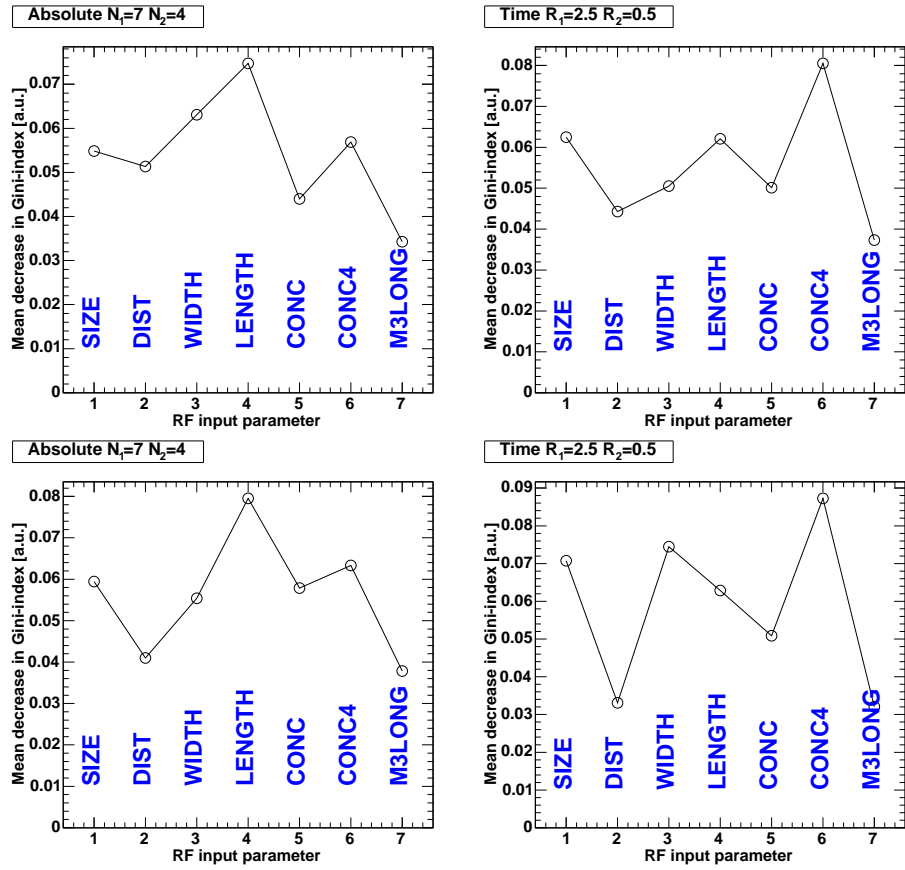 Absolute N₁=7 N₂=4
Mean decrease in Gini-index [a.u.]
0.07
0.06
0.05
0.04
0.03
0.02
0.01
0
SIZE
DIST
WIDTH
LENGTH
CONC
CONC4
M3LONG
1 2 3 4 5 6 7
RF input parameter
Time R₁=2.5 R₂=0.5
Mean decrease in Gini-index [a.u.]
0.08
0.07
0.06
0.05
0.04
0.03
0.02
0.01
0
SIZE
DIST
WIDTH
LENGTH
CONC
CONC4
M3LONG
1 2 3 4 5 6 7
RF input parameter
Absolute N₁=7 N₂=4
Mean decrease in Gini-index [a.u.]
0.08
0.07
0.06
0.05
0.04
0.03
0.02
0.01
0
SIZE
DIST
WIDTH
LENGTH
CONC
CONC4
M3LONG
1 2 3 4 5 6 7
RF input parameter
Time R₁=2.5 R₂=0.5
Mean decrease in Gini-index [a.u.]
0.09
0.08
0.07
0.06
0.05
0.04
0.03
0.02
0.01
0
SIZE
DIST
WIDTH
LENGTH
CONC
CONC4
M3LONG
1 2 3 4 5 6 7
RF input parameter